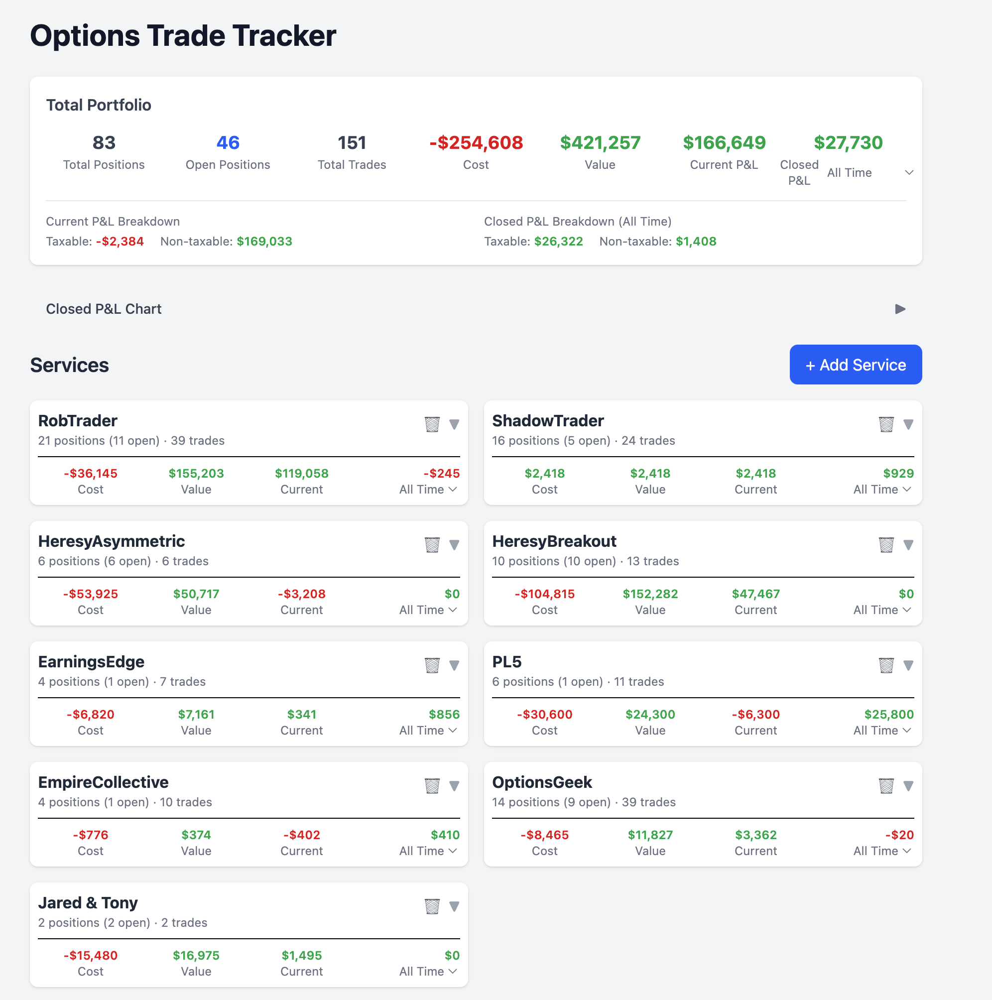 Options Trade Tracker
Total Portfolio
83 46 151 -$254,608 $421,257 $166,649 $27,730
Total Positions Open Positions Total Trades Cost Value Current P&L Closed P&L All Time
Current P&L Breakdown
Taxable: -$2,384 Non-taxable: $169,033
Closed P&L Breakdown (All Time)
Taxable: $26,322 Non-taxable: $1,408
Closed P&L Chart
Services
+ Add Service
RobTrader
21 positions (11 open) · 39 trades
-$36,145 $155,203 $119,058 -$245
Cost Value Current All Time
ShadowTrader
16 positions (5 open) · 24 trades
$2,418 $2,418 $2,418 $929
Cost Value Current All Time
HeresyAsymmetric
6 positions (6 open) · 6 trades
-$53,925 $50,717 -$3,208 $0
Cost Value Current All Time
HeresyBreakout
10 positions (10 open) · 13 trades
-$104,815 $152,282 $47,467 $0
Cost Value Current All Time
EarningsEdge
4 positions (1 open) · 7 trades
-$6,820 $7,161 $341 $856
Cost Value Current All Time
PL5
6 positions (1 open) · 11 trades
-$30,600 $24,300 -$6,300 $25,800
Cost Value Current All Time
EmpireCollective
4 positions (1 open) · 10 trades
-$776 $374 -$402 $410
Cost Value Current All Time
OptionsGeek
14 positions (9 open) · 39 trades
-$8,465 $11,827 $3,362 -$20
Cost Value Current All Time
Jared & Tony
2 positions (2 open) · 2 trades
-$15,480 $16,975 $1,495 $0
Cost Value Current All Time